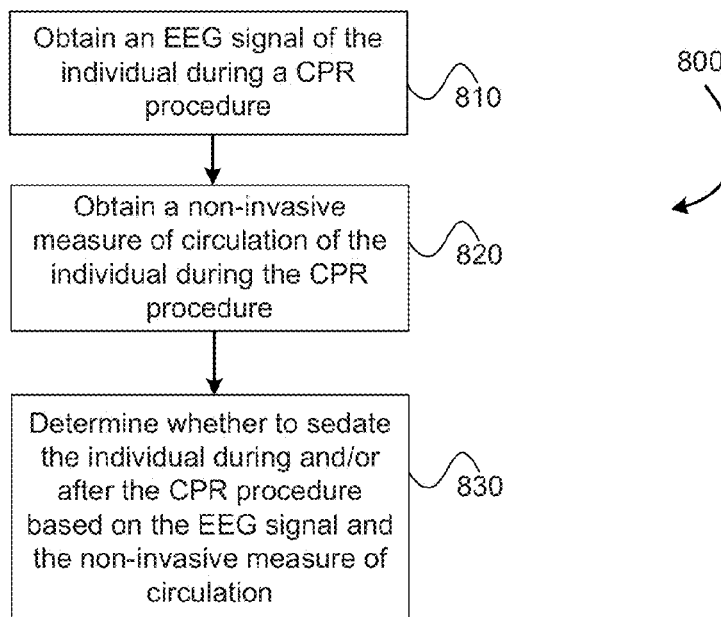 Obtain an EEG signal of the
individual during a CPR
procedure
810
800
Obtain a non-invasive
measure of circulation of the
individual during the CPR
procedure
820
Determine whether to sedate
the individual during and/or
after the CPR procedure
based on the EEG signal and
the non-invasive measure of
circulation
830